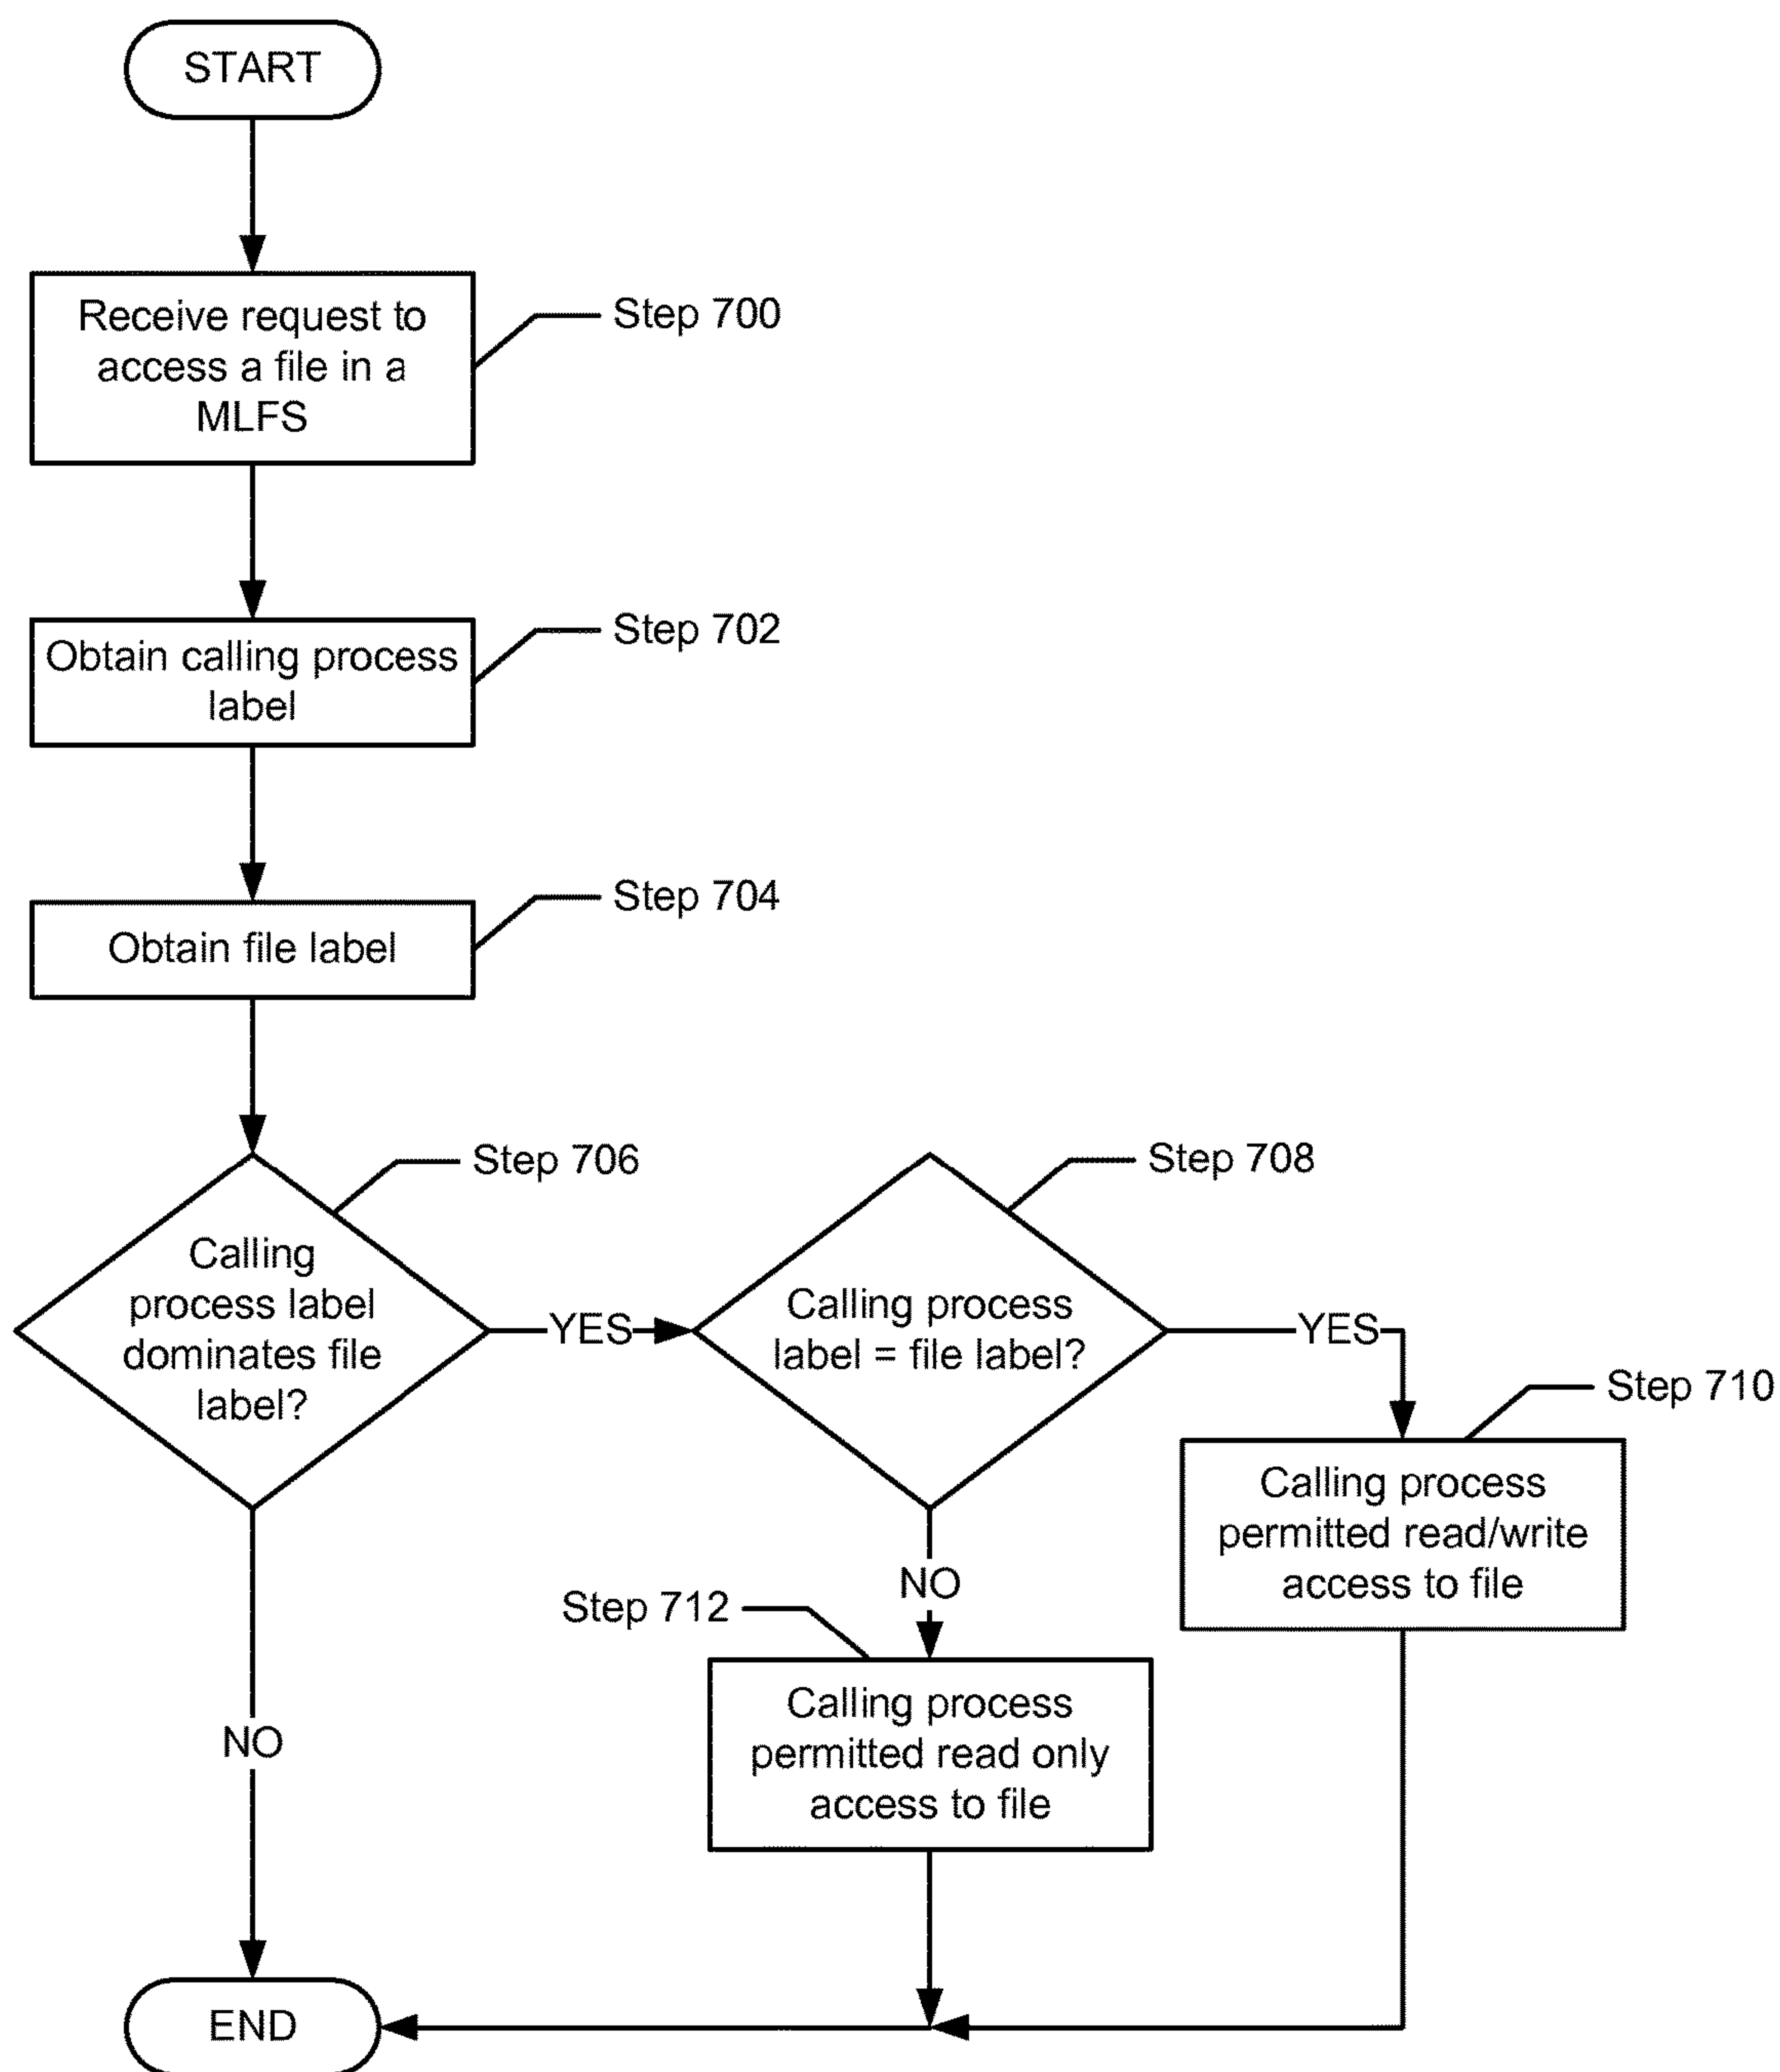 START
Receive request to
access a file in a
MLFS
Step 700
Obtain calling process
label
Step 702
Obtain file label
Step 704
Calling
process label
dominates file
label?
Step 706
YES
Calling process
label = file label?
Step 708
YES
Step 710
Calling process
permitted read/write
access to file
NO
Step 712
Calling process
permitted read only
access to file
NO
END